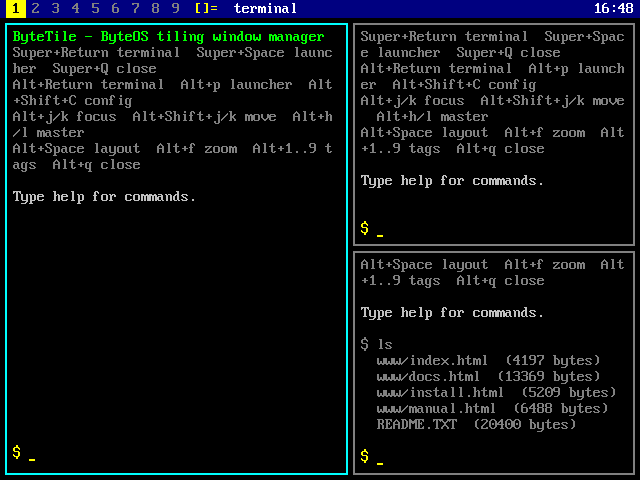 1 2 3 4 5 6 7 8 9 []= terminal 16:48
ByteTile - ByteOS tiling window manager
Super+Return terminal Super+Space launc
her Super+Q close
Alt+Return terminal Alt+p launcher Alt
+Shift+C config
Alt+j/k focus Alt+Shift+j/k move Alt+h
/l master
Alt+Space layout Alt+f zoom Alt+1..9 t
ags Alt+q close
Type help for commands.
$ _
Super+Return terminal Super+Spac
e launcher Super+Q close
Alt+Return terminal Alt+p launch
er Alt+Shift+C config
Alt+j/k focus Alt+Shift+j/k move
Alt+h/l master
Alt+Space layout Alt+f zoom Alt
+1..9 tags Alt+q close
Type help for commands.
$ _
Alt+Space layout Alt+f zoom Alt
+1..9 tags Alt+q close
Type help for commands.
$ ls
www/index.html (4197 bytes)
www/docs.html (13369 bytes)
www/install.html (5209 bytes)
www/manual.html (6488 bytes)
README.TXT (20400 bytes)
$ _